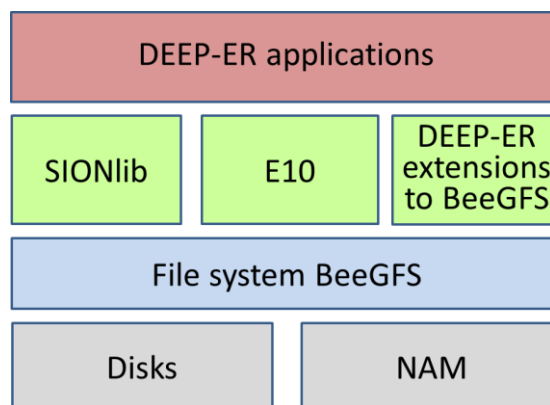 DEEP-ER applications
SIONlib
E10
DEEP-ER
extensions
to BeeGFS
File system BeeGFS
Disks
NAM